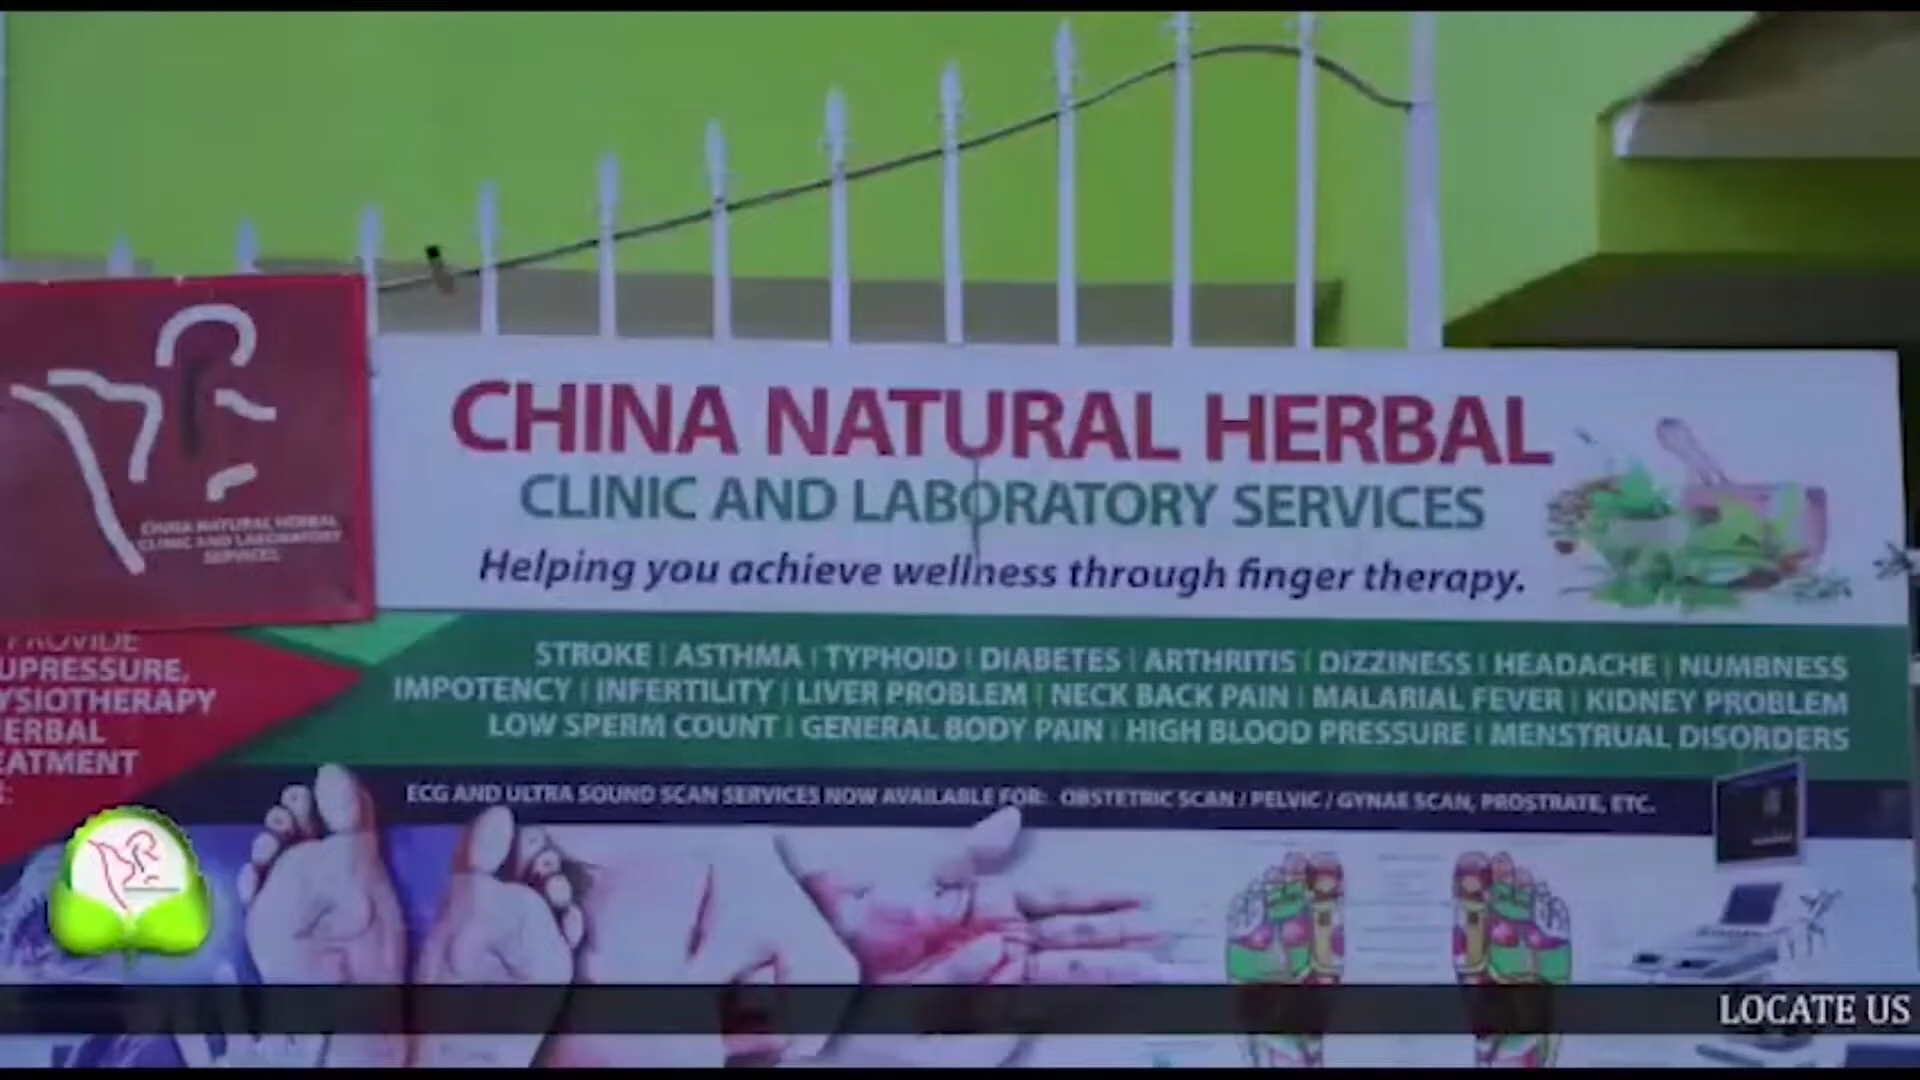 CHINA NATURAL HERBAL
CLINIC AND LABORATORY SERVICES
Helping you achieve wellness through finger therapy.
CHINA NATURAL HERBAL
CLINIC AND LABORATORY
SERVICES
PROVIDE
UPRESSURE,
YSIOTHERAPY
ERBAL
EATMENT
E:
STROKE | ASTHMA | TYPHOID | DIABETES | ARTHRITIS | DIZZINESS | HEADACHE | NUMBNESS
IMPOTENCY | INFERTILITY | LIVER PROBLEM | NECK BACK PAIN | MALARIAL FEVER | KIDNEY PROBLEM
LOW SPERM COUNT | GENERAL BODY PAIN | HIGH BLOOD PRESSURE | MENSTRUAL DISORDERS
ECG AND ULTRA SOUND SCAN SERVICES NOW AVAILABLE FOR: OBSTETRIC SCAN / PELVIC / GYNAE SCAN, PROSTRATE, ETC.
LOCATE US